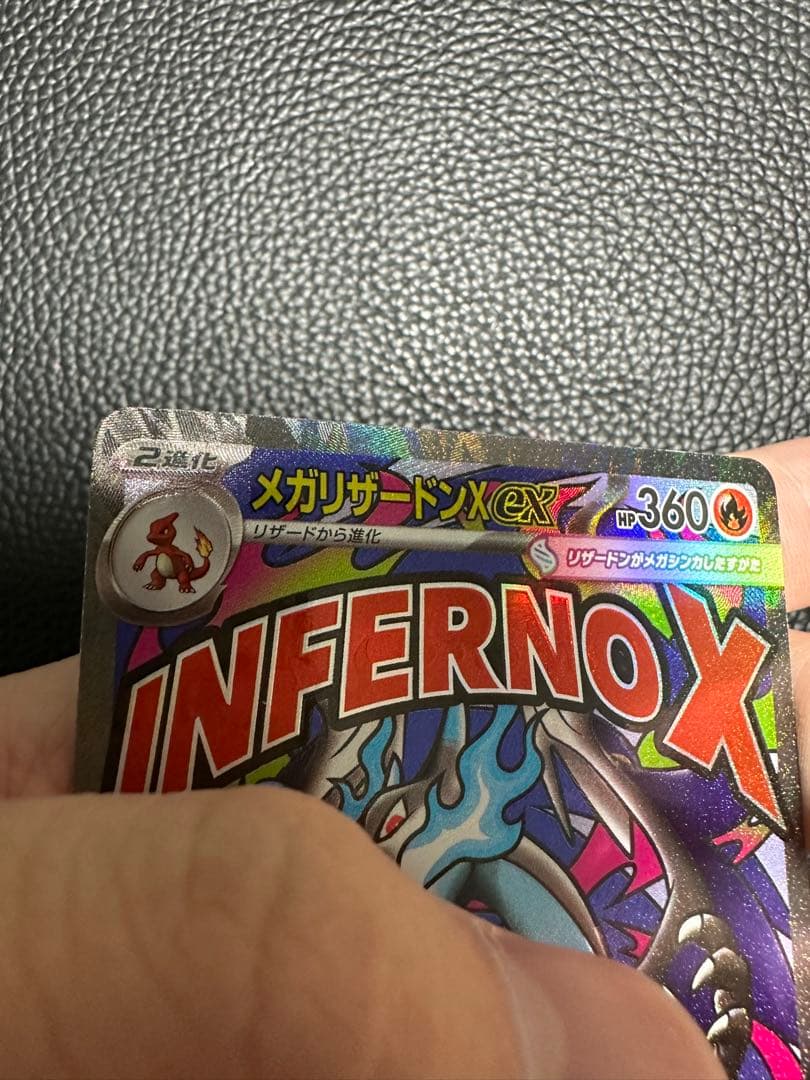 2進化
メガリザードンXex
HP360
リザードから進化
リザードンがメガシンカしたすがた
INFERNOX